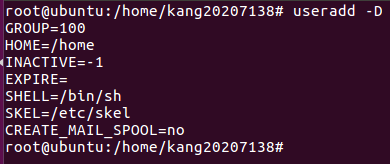 root@ubuntu:/home/kang20207138# useradd -D
GROUP=100
HOME=/home
INACTIVE=-1
EXPIRE=
SHELL=/bin/sh
SKEL=/etc/skel
CREATE_MAIL_SPOOL=no
root@ubuntu:/home/kang20207138#